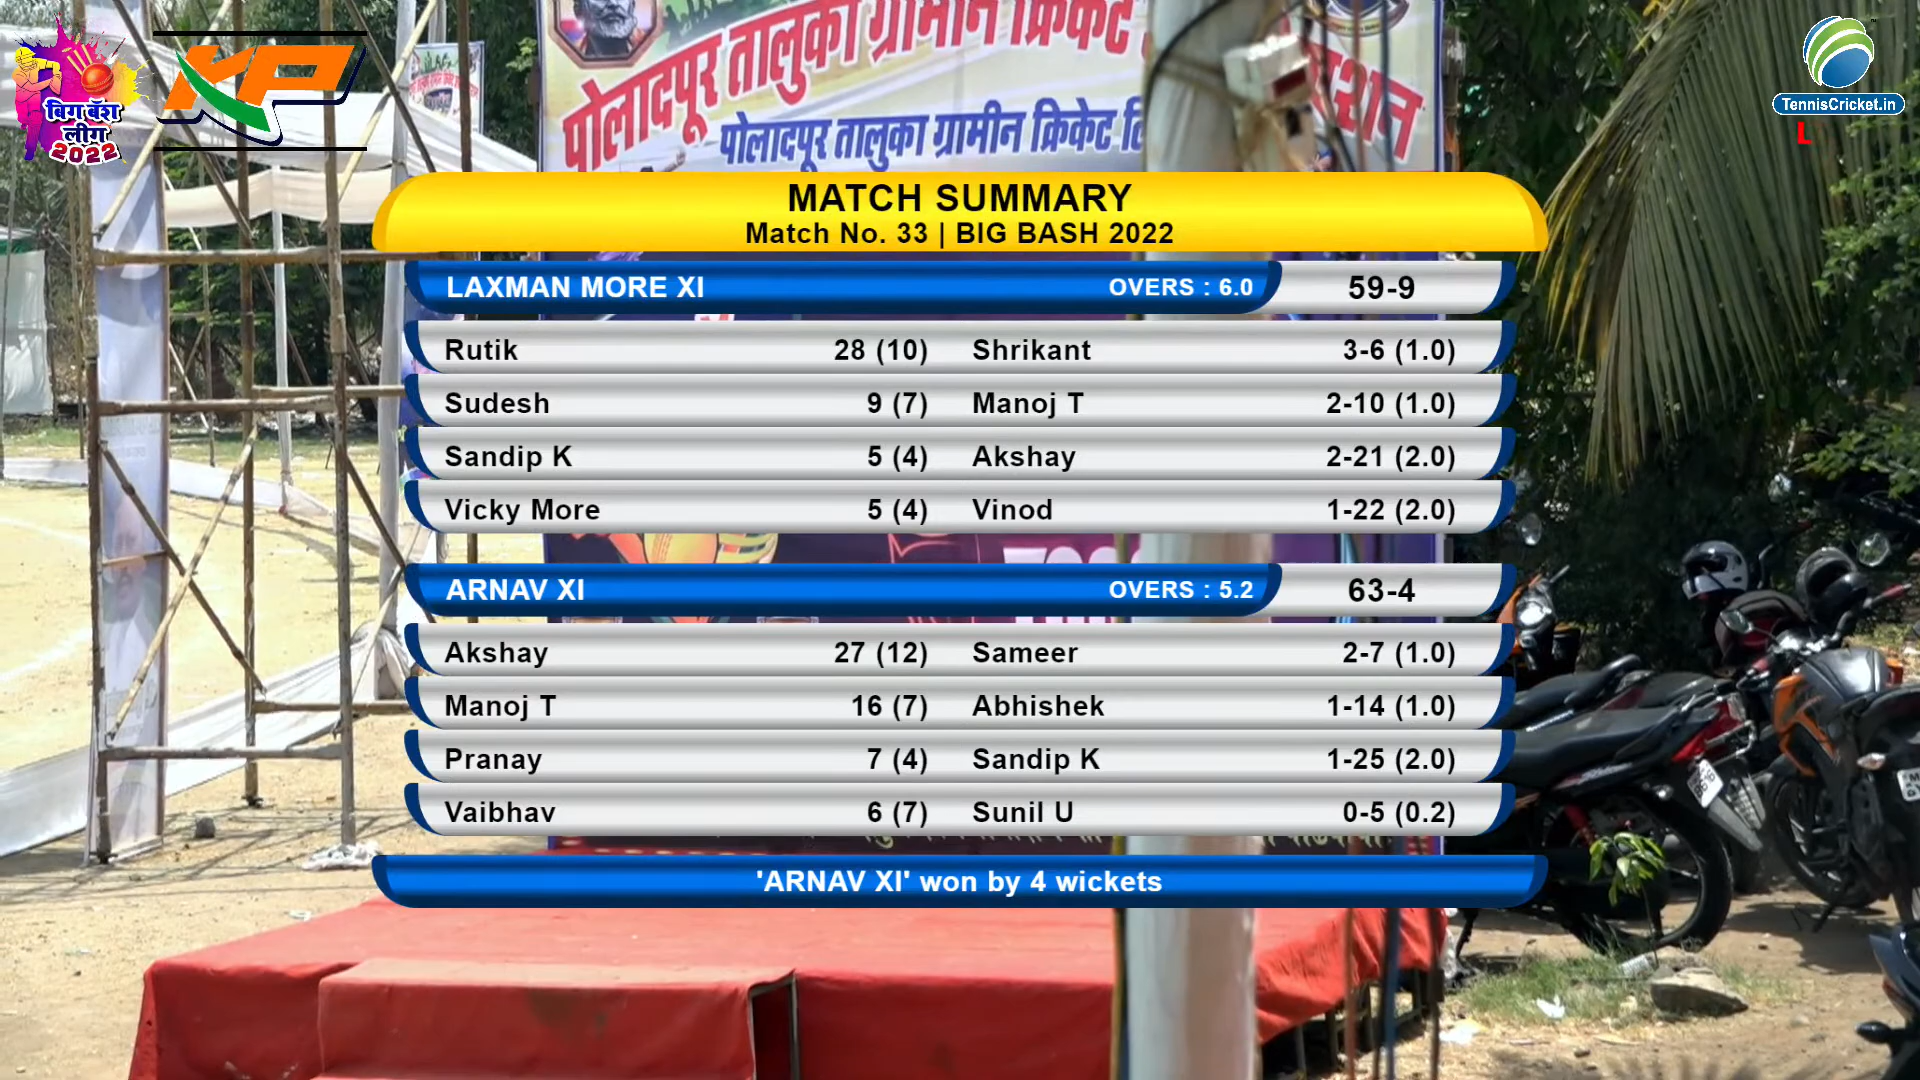 पोलादपूर तालुका ग्रामीन क्रिकेट
पोलादपूर तालुका ग्रामीन क्रिकेट
बिग बॅश
लीग
2022
KP
TennisCricket.in
L
MATCH SUMMARY
Match No. 33 | BIG BASH 2022
LAXMAN MORE XI OVERS : 6.0 59-9
Rutik 28 (10) Shrikant 3-6 (1.0)
Sudesh 9 (7) Manoj T 2-10 (1.0)
Sandip K 5 (4) Akshay 2-21 (2.0)
Vicky More 5 (4) Vinod 1-22 (2.0)
ARNAV XI OVERS : 5.2 63-4
Akshay 27 (12) Sameer 2-7 (1.0)
Manoj T 16 (7) Abhishek 1-14 (1.0)
Pranay 7 (4) Sandip K 1-25 (2.0)
Vaibhav 6 (7) Sunil U 0-5 (0.2)
'ARNAV XI' won by 4 wickets